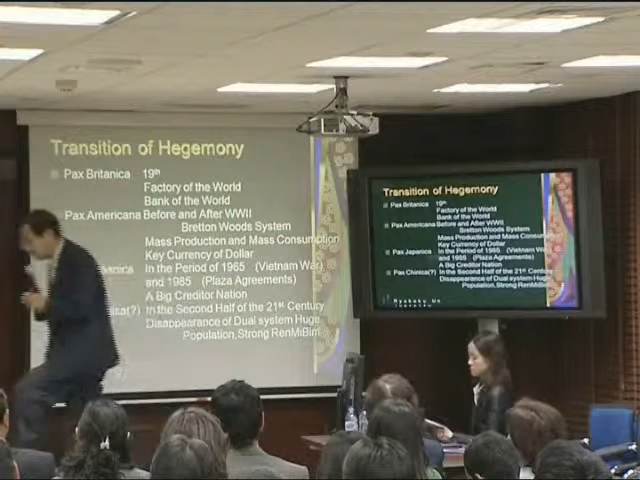 Transition of Hegemony
Pax Britanica 19th
Factory of the World
Bank of the World
Pax Americana Before and After WWII
Bretton Woods System
Mass Production and Mass Consumption
Key Currency of Dollar
In the Period of 1965 (Vietnam War)
and 1985 (Plaza Agreements)
A Big Creditor Nation
In the Second Half of the 21st Century
Disappearance of Dual system Huge
Population, Strong RenMiBim
Transition of Hegemony
Pax Britanica 19th
Factory of the World
Bank of the World
Pax Americana Before and After WWII
Bretton Woods System
Mass Production and Mass Consumption
Key Currency of Dollar
Pax Japanica In the Period of 1965 (Vietnam War)
and 1985 (Plaza Agreements)
A Big Creditor Nation
Pax Chinica(?) In the Second Half of the 21st Century
Disappearance of Dual system Huge
Population, Strong RenMiBim